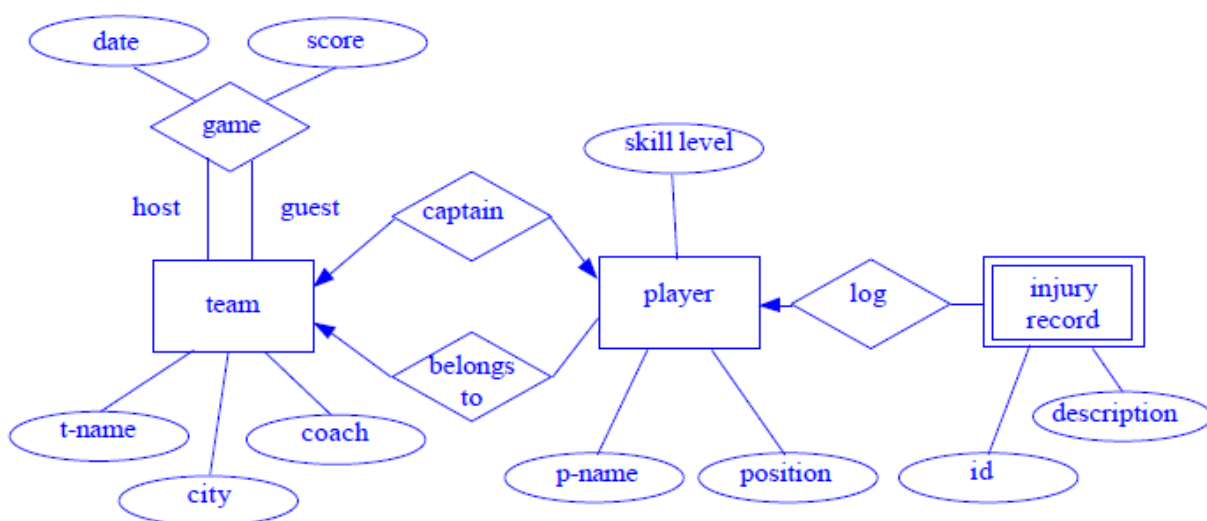 date
score
game
skill level
host
guest
captain
team
player
log
injury
record
belongs
to
t-name
coach
description
p-name
position
id
city